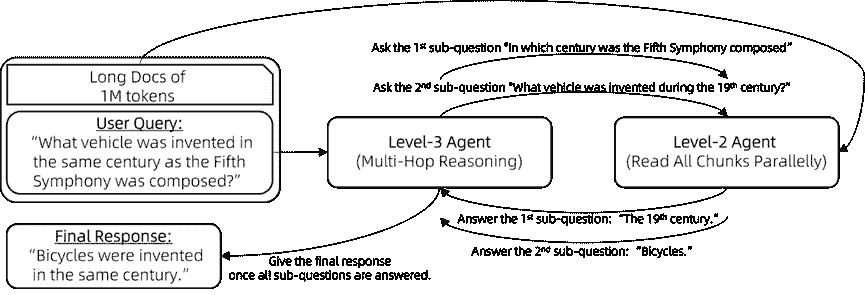 Ask the 1st sub-question "In which century was the Fifth Symphony composed"
Long Docs of
1M tokens
Ask the 2nd sub-question "What vehicle was invented during the 19th century?"
User Query:
"What vehicle was invented in
the same century as the Fifth
Symphony was composed?"
Level-3 Agent
(Multi-Hop Reasoning)
Level-2 Agent
(Read All Chunks Parallelly)
Answer the 1st sub-question: "The 19th century."
Final Response:
"Bicycles were invented
in the same century."
Give the final response
once all sub-questions are answered.
Answer the 2nd sub-question: "Bicycles."